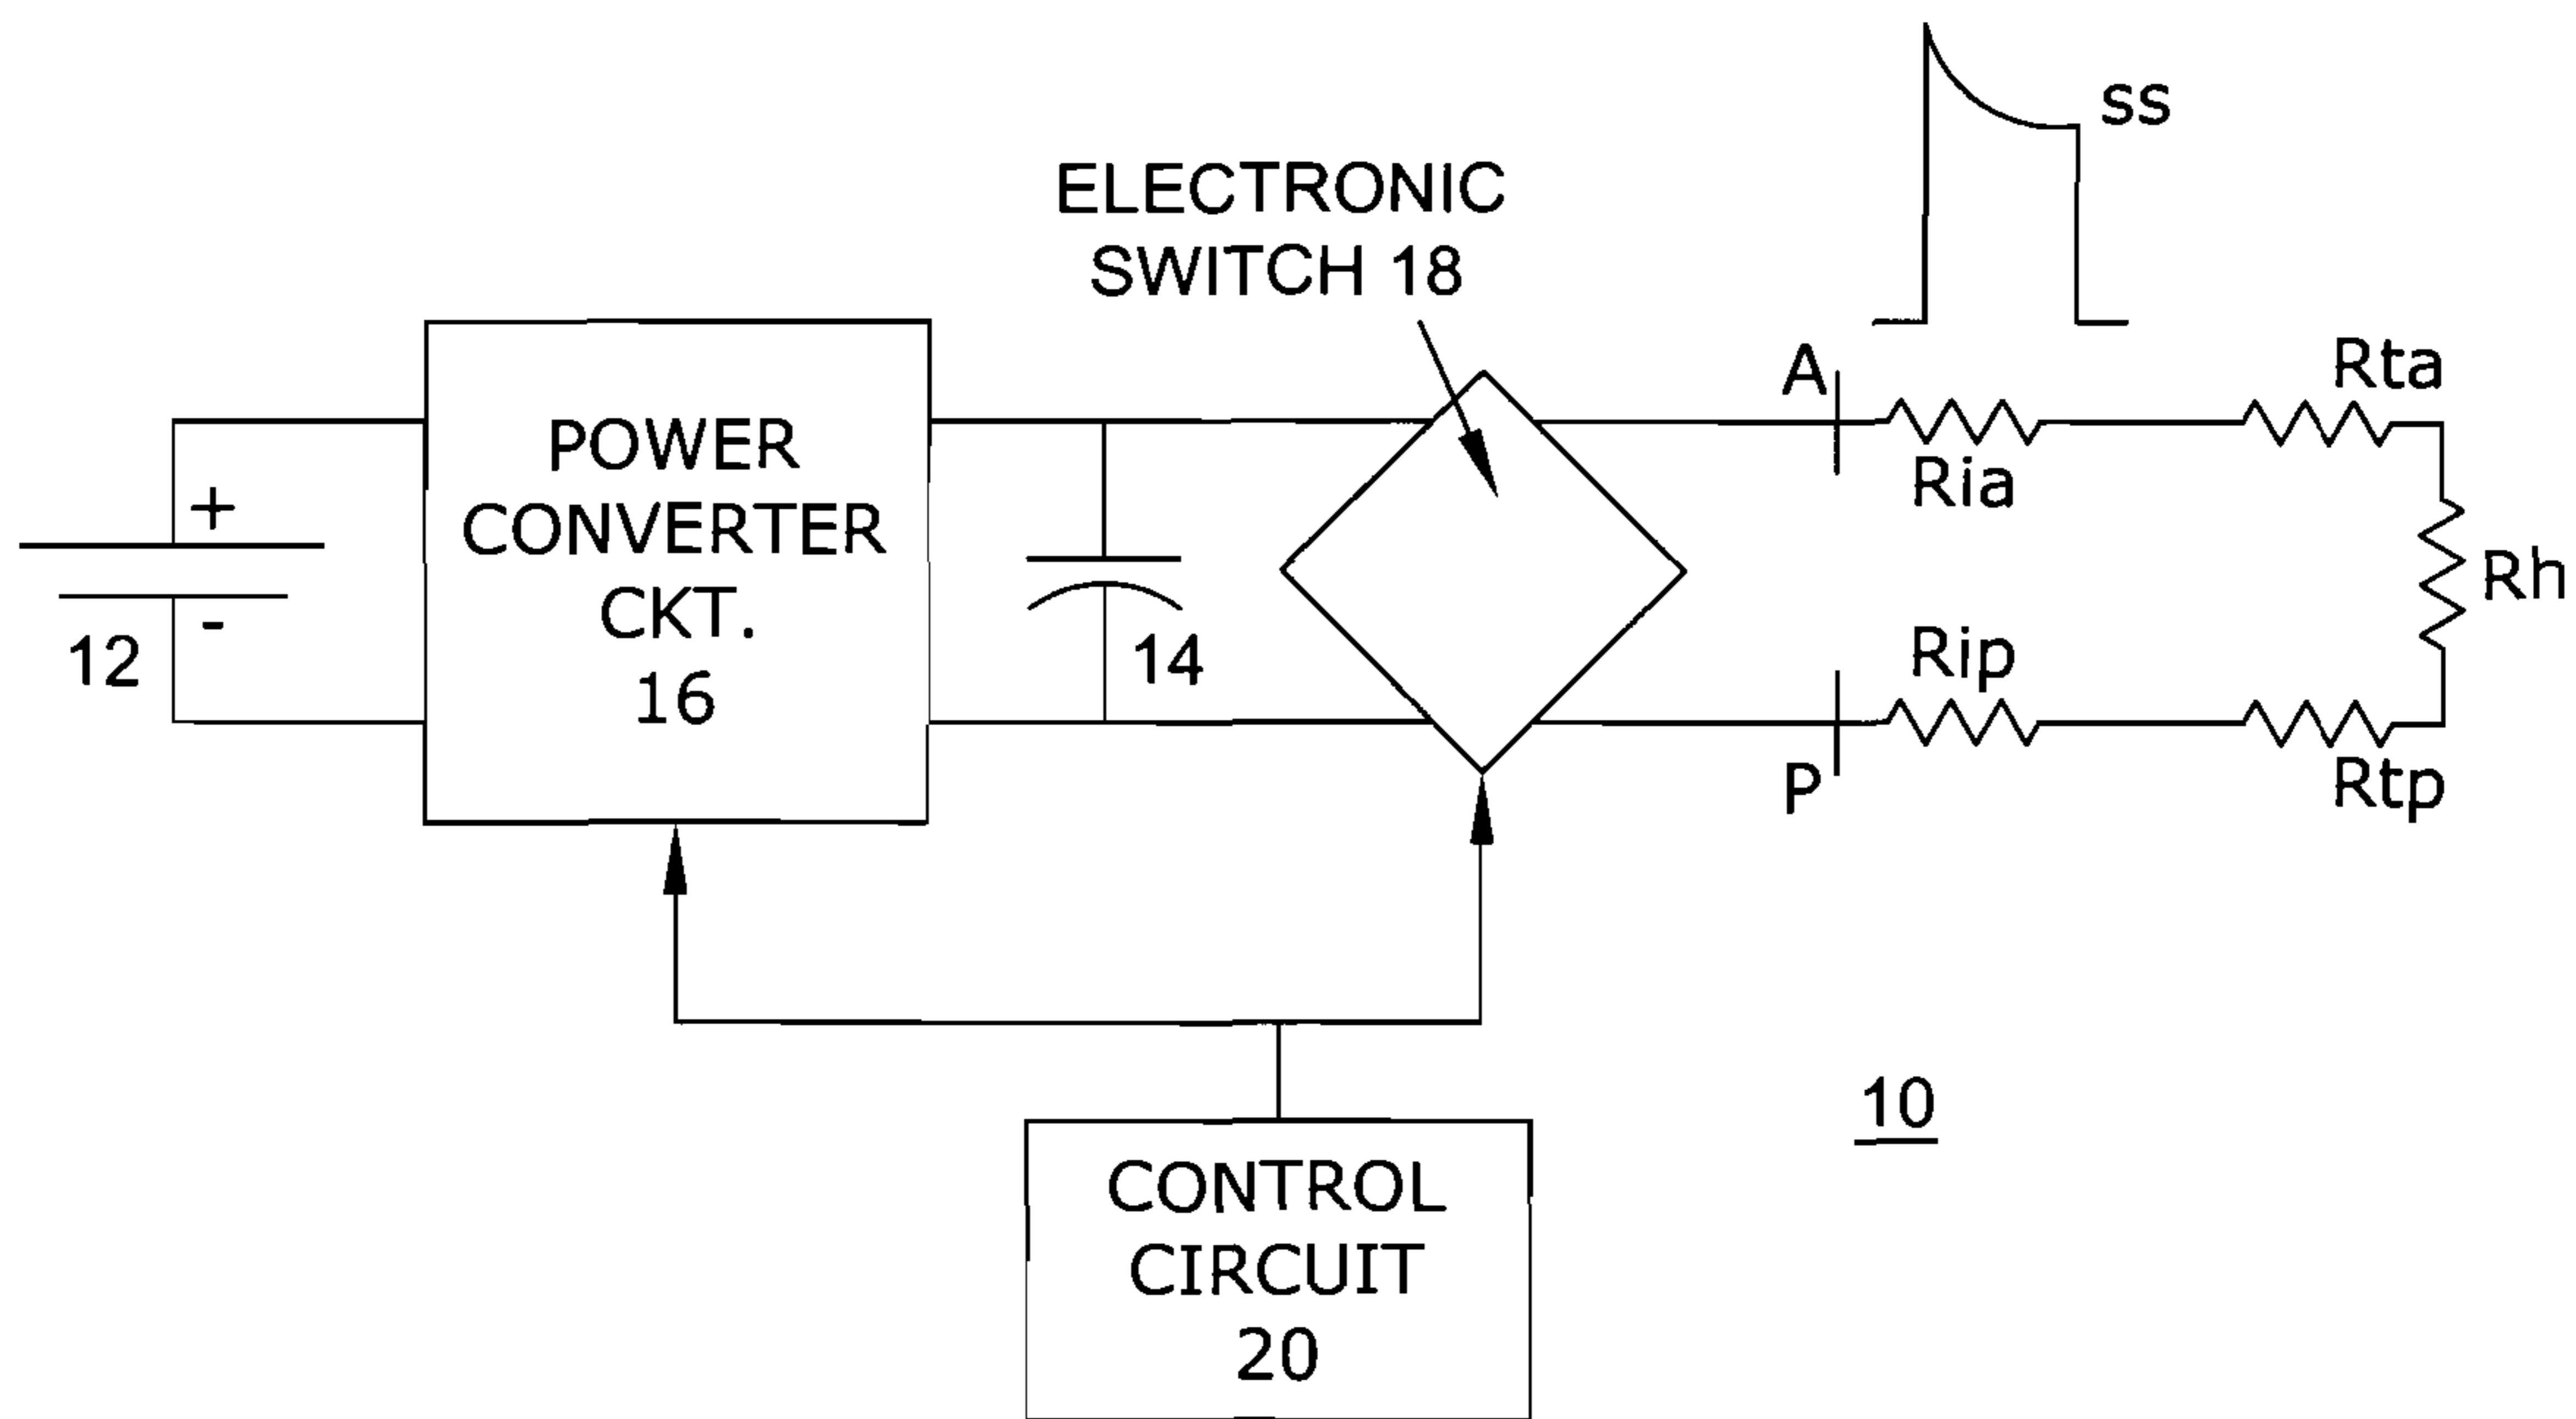 ss
ELECTRONIC
SWITCH 18
A
Rta
Ria
POWER
CONVERTER
CKT.
16
+
-
12
14
Rh
Rip
P
Rtp
10
CONTROL
CIRCUIT
20